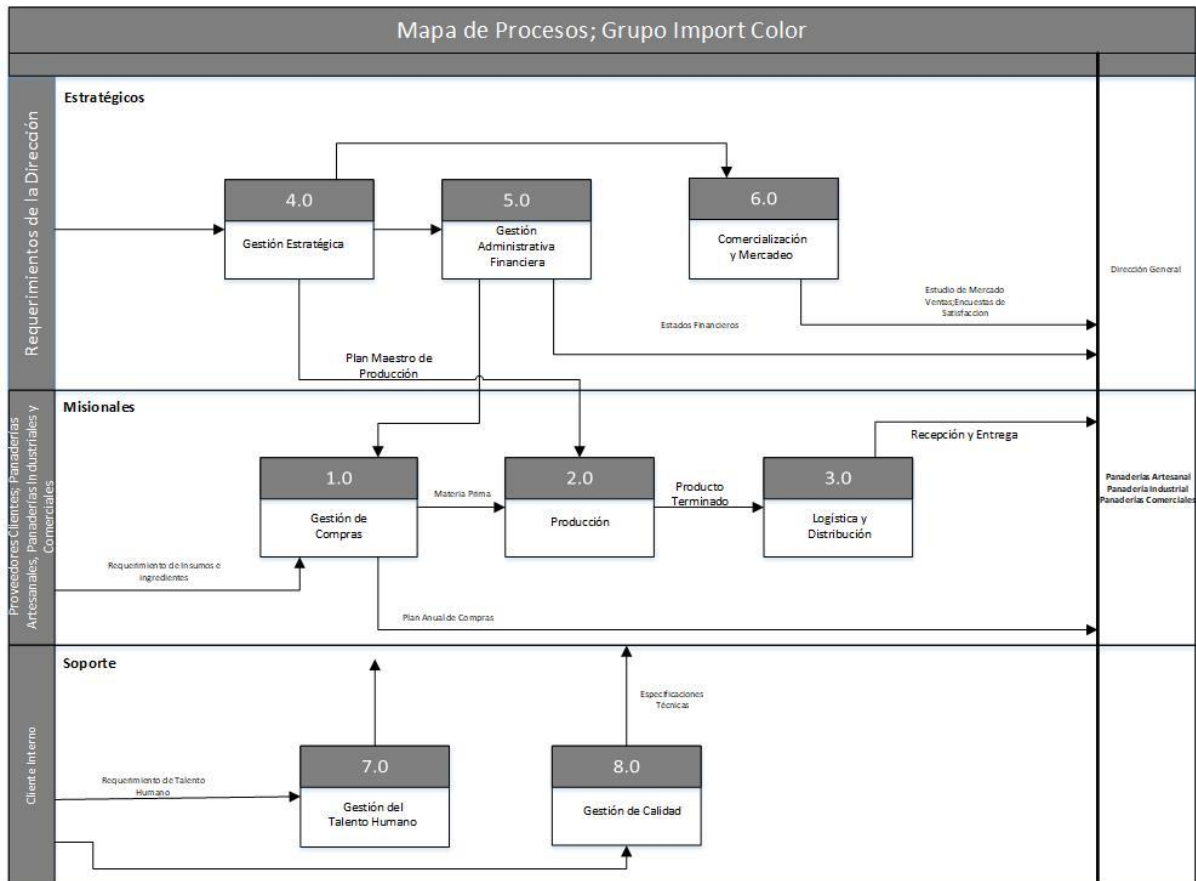 Mapa de Procesos; Grupo Import Color
Requerimientos de la Dirección
Estratégicos
4.0
Gestión Estratégica
5.0
Gestión
Administrativa
Financiera
6.0
Comercialización
y Mercadeo
Dirección General
Estudio de Mercado
Ventas;Encuestas de
Satisfaccion
Estados Financieros
Plan Maestro de
Producción
Proveedores Clientes; Panaderías
Artesanales, Panaderías Industriales y
Comerciales
Misionales
Recepción y Entrega
1.0
Gestión de
Compras
Materia Prima
2.0
Producción
Producto
Terminado
3.0
Logística y
Distribución
Panaderías Artesanal
Panadería Industrial
Panaderías Comerciales
Requerimiento de Insumos e
ingredientes
Plan Anual de Compras
Cliente Interno
Soporte
Especificaciones
Técnicas
Requerimiento de Talento
Humano
7.0
Gestión del
Talento Humano
8.0
Gestión de Calidad